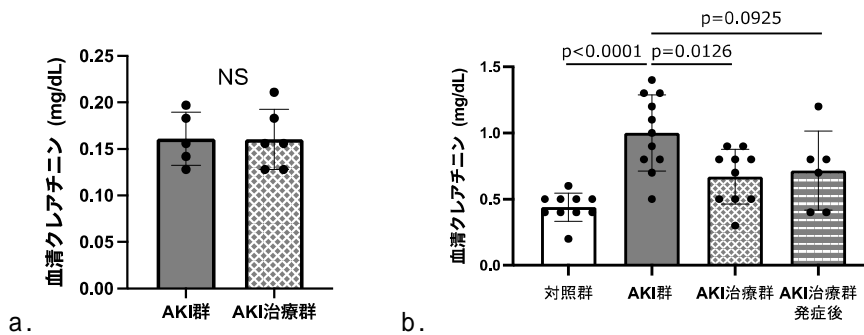 血清クレアチニン (mg/dL)
0.25
0.20
0.15
0.10
0.05
0.00
NS
AKI群
AKI治療群
a.
p=0.0925
p<0.0001
p=0.0126
血清クレアチニン (mg/dL)
1.5
1.0
0.5
0.0
対照群
AKI群
AKI治療群
AKI治療群
発症後
b.